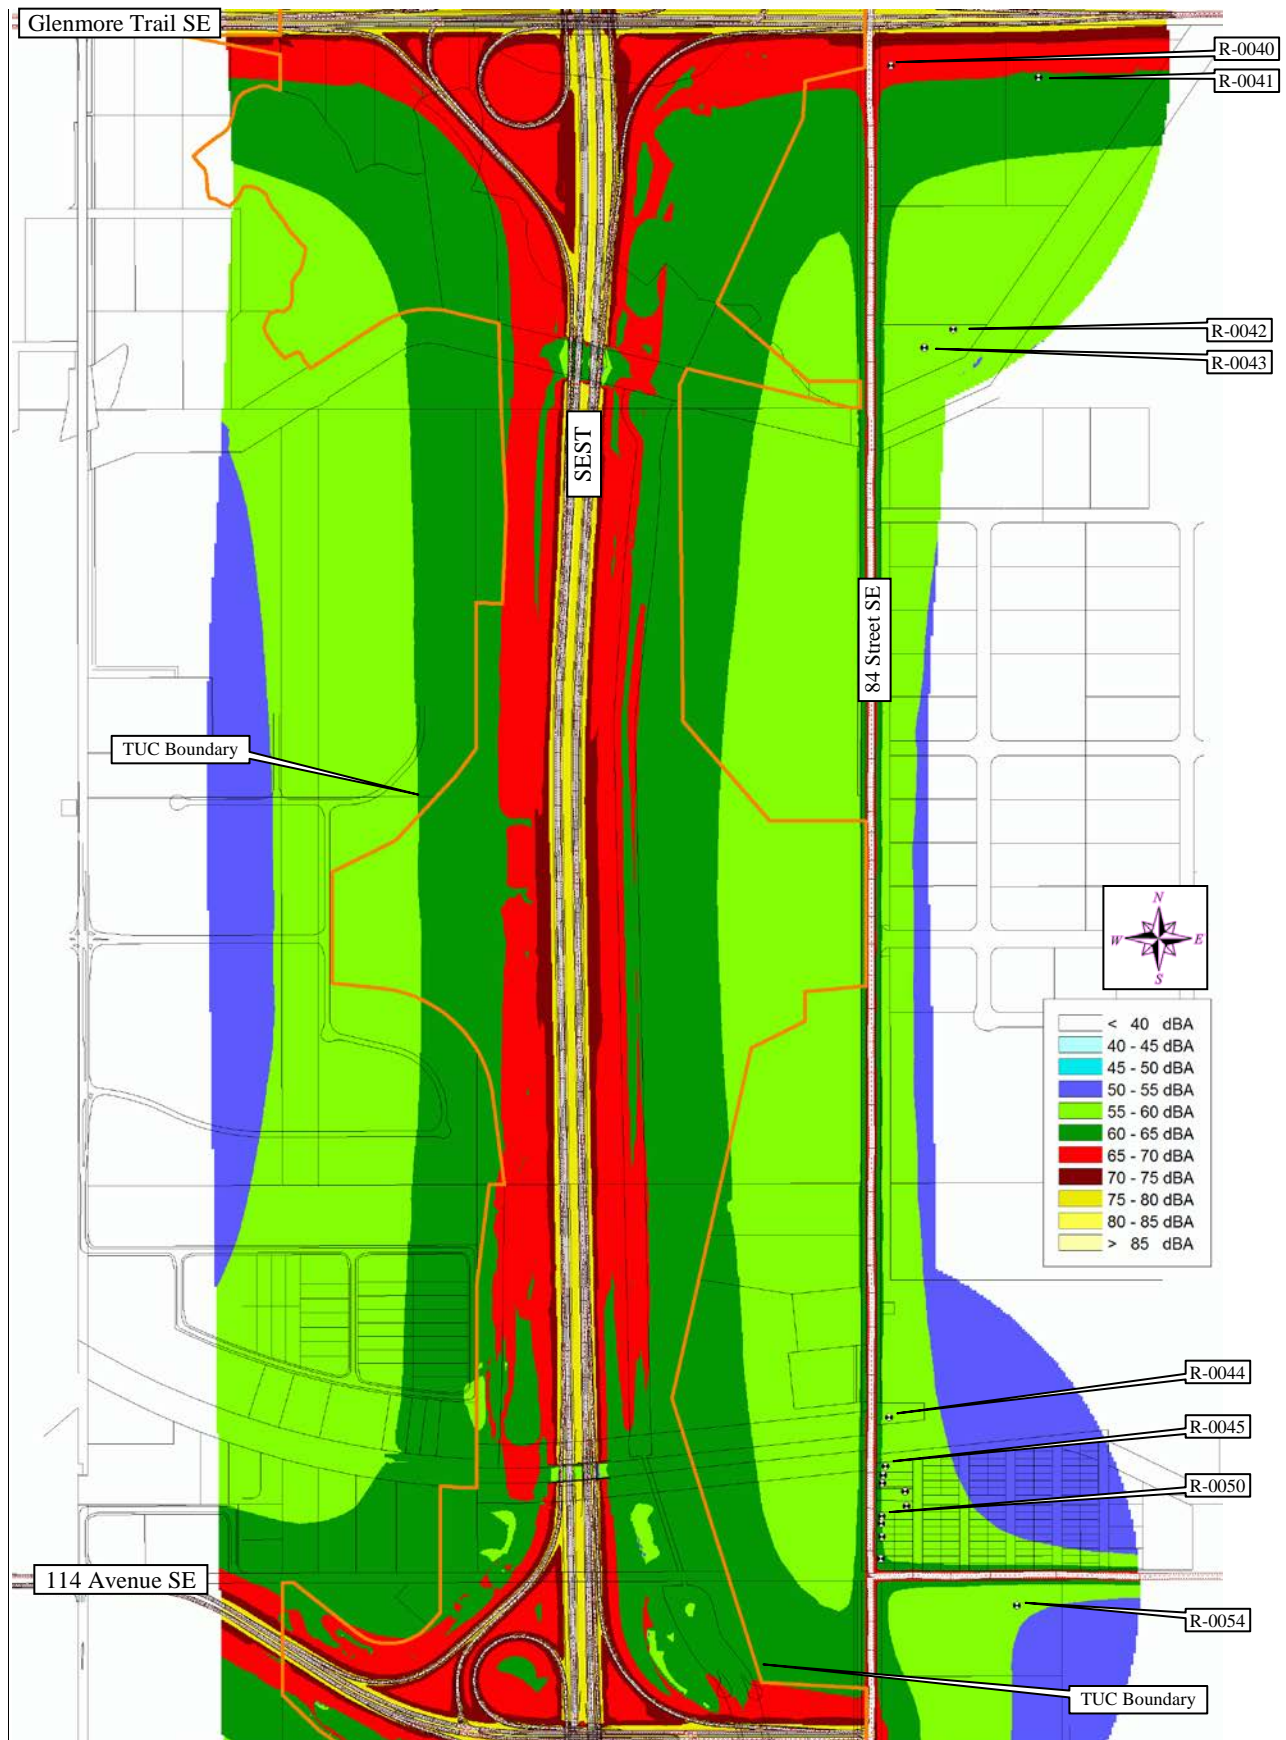 Glenmore Trail SE
R-0040
R-0041
R-0042
R-0043
SEST
84 Street SE
TUC Boundary
N
W E
S
< 40 dBA
40 - 45 dBA
45 - 50 dBA
50 - 55 dBA
55 - 60 dBA
60 - 65 dBA
65 - 70 dBA
70 - 75 dBA
75 - 80 dBA
80 - 85 dBA
> 85 dBA
R-0044
R-0045
R-0050
114 Avenue SE
R-0054
TUC Boundary